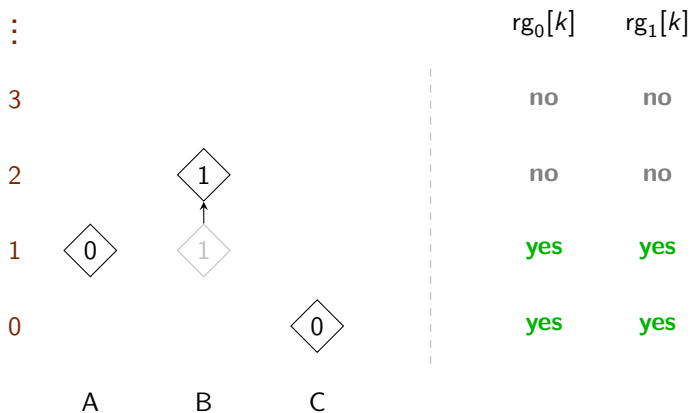 ⋮ rg₀[k] rg₁[k]
3 no no
2 1 no no
1 0 1 yes yes
0 0 yes yes
A B C